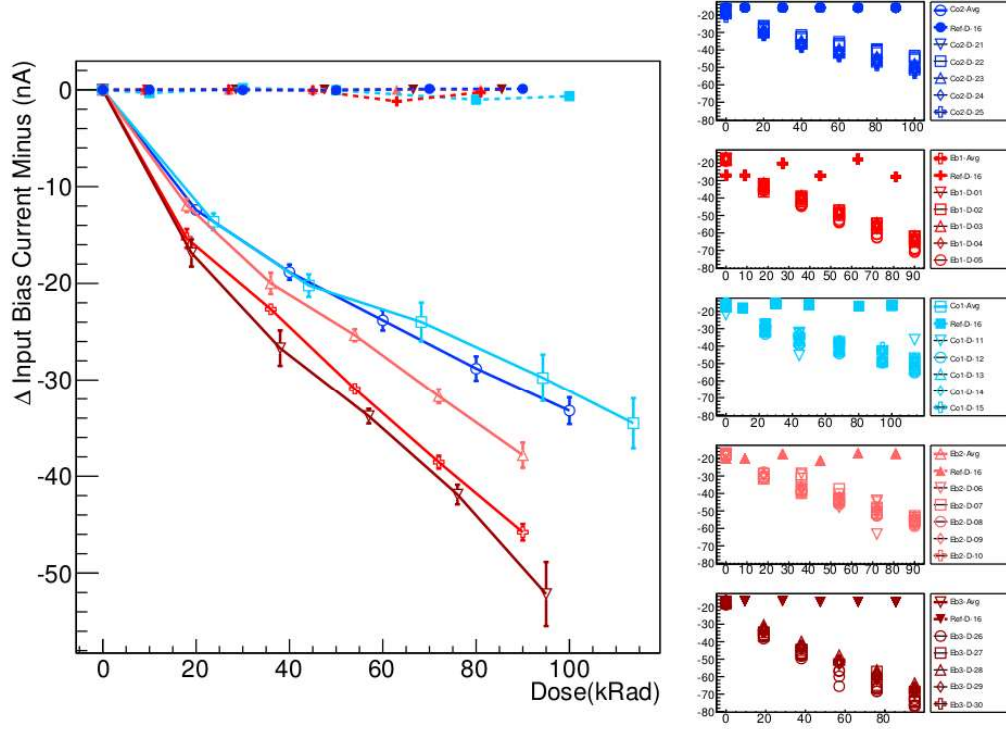 Δ Input Bias Current Minus (nA)
0
-10
-20
-30
-40
-50
0 20 40 60 80 100
Dose(kRad)
-20
-30
-40
-50
-60
-70
-80
0 20 40 60 80 100
Co2-Avg
Ref-D-16
Co2-D-21
Co2-D-22
Co2-D-23
Co2-D-24
Co2-D-25
-20
-30
-40
-50
-60
-70
-80
0 10 20 30 40 50 60 70 80 90
Eb1-Avg
Ref-D-16
Eb1-D-01
Eb1-D-02
Eb1-D-03
Eb1-D-04
Eb1-D-05
-20
-30
-40
-50
-60
-70
-80
0 20 40 60 80 100
Co1-Avg
Ref-D-16
Co1-D-11
Co1-D-12
Co1-D-13
Co1-D-14
Co1-D-15
-20
-30
-40
-50
-60
-70
-80
0 10 20 30 40 50 60 70 80 90
Eb2-Avg
Ref-D-16
Eb2-D-06
Eb2-D-07
Eb2-D-08
Eb2-D-09
Eb2-D-10
-20
-30
-40
-50
-60
-70
-80
0 20 40 60 80
Eb3-Avg
Ref-D-16
Eb3-D-26
Eb3-D-27
Eb3-D-28
Eb3-D-29
Eb3-D-30